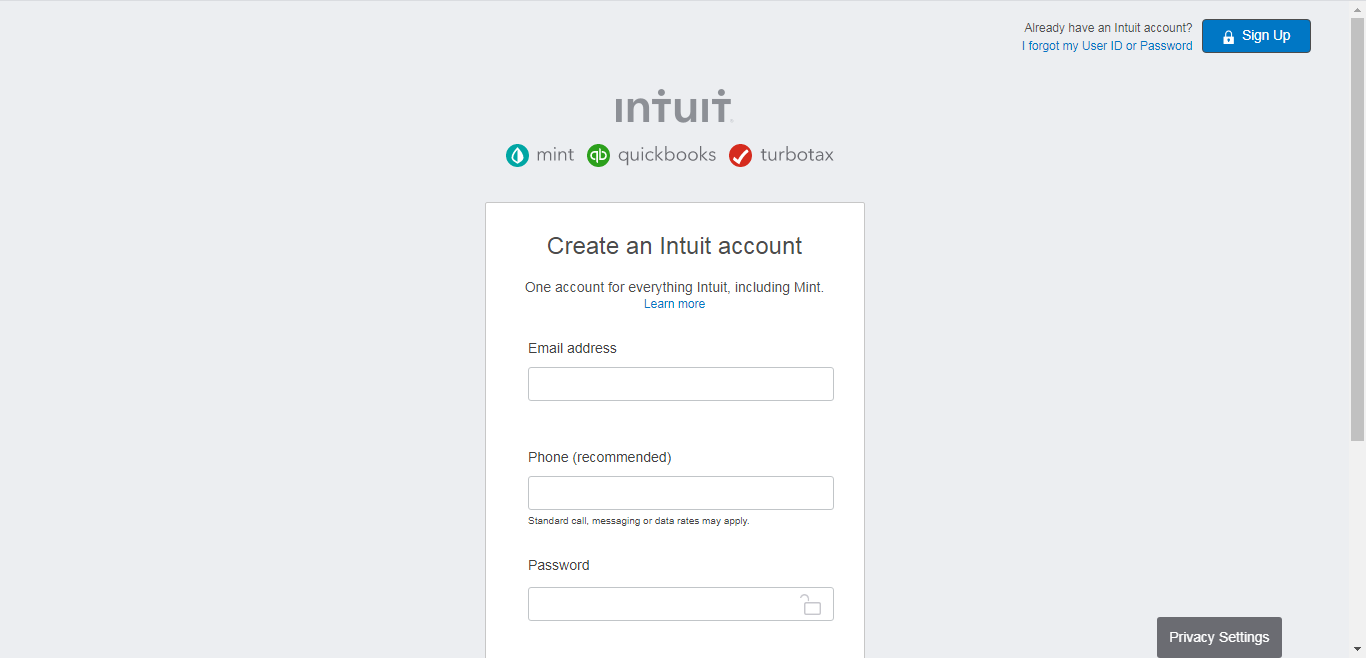 Already have an Intuit account?
I forgot my User ID or Password
Sign Up
intuit
mint quickbooks turbotax
Create an Intuit account
One account for everything Intuit, including Mint.
Learn more
Email address
Phone (recommended)
Standard call, messaging or data rates may apply.
Password
Privacy Settings